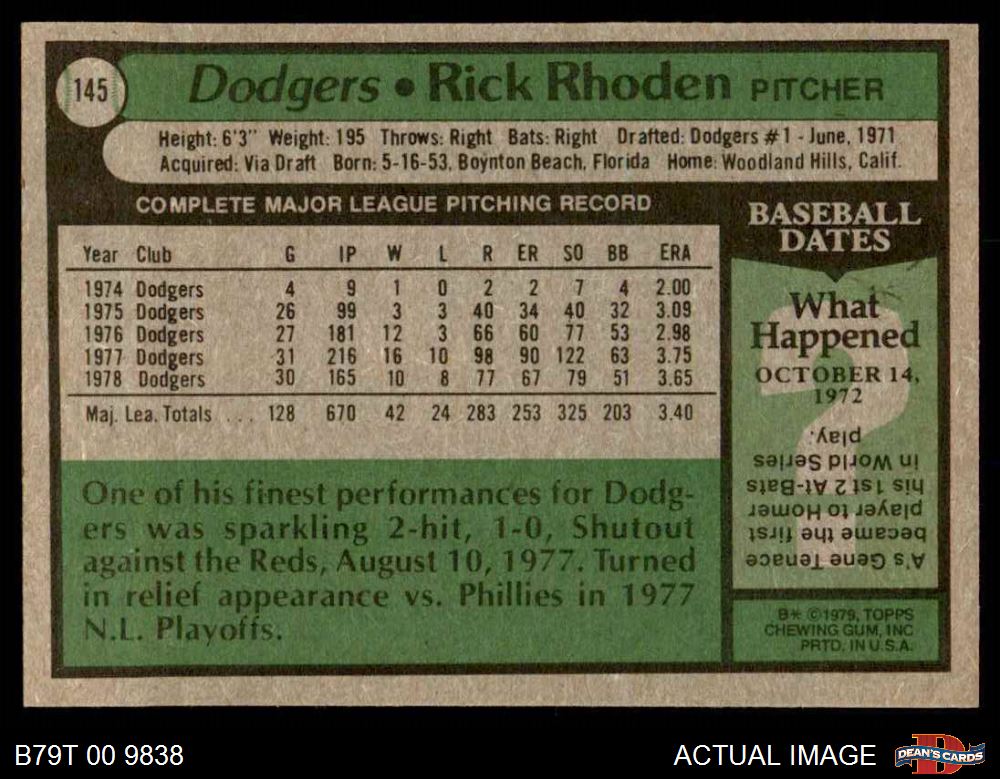 145
Dodgers • Rick Rhoden PITCHER
Height: 6'3" Weight: 195 Throws: Right Bats: Right Drafted: Dodgers #1 - June, 1971
Acquired: Via Draft Born: 5-16-53, Boynton Beach, Florida Home: Woodland Hills, Calif.
COMPLETE MAJOR LEAGUE PITCHING RECORD
Year Club G IP W L R ER SO BB ERA
1974 Dodgers 4 9 1 0 2 2 7 4 2.00
1975 Dodgers 26 99 3 3 40 34 40 32 3.09
1976 Dodgers 27 181 12 3 66 60 77 53 2.98
1977 Dodgers 31 216 16 10 98 90 122 63 3.75
1978 Dodgers 30 165 10 8 77 67 79 51 3.65
Maj. Lea. Totals . . . 128 670 42 24 283 253 325 203 3.40
One of his finest performances for Dodg-
ers was sparkling 2-hit, 1-0, Shutout
against the Reds, August 10, 1977. Turned
in relief appearance vs. Phillies in 1977
N.L. Playoffs.
BASEBALL
DATES
What
Happened
OCTOBER 14,
1972
?
A's Gene Tenace
became the first
player to Homer
his 1st 2 At-Bats
in World Series
play.
B* ©1979, TOPPS
CHEWING GUM, INC
PRTD. IN U.S.A.
B79T 00 9838
ACTUAL IMAGE
D
DEAN'S CARDS